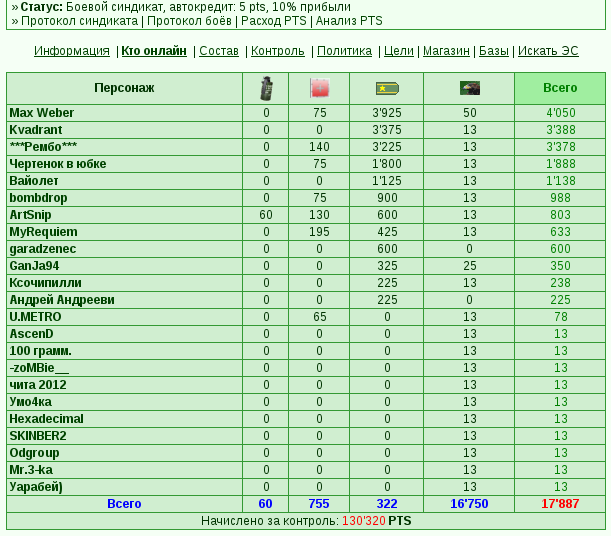 » Статус: Боевой синдикат, автокредит: 5 pts, 10% прибыли
» Протокол синдиката | Протокол боёв | Расход PTS | Анализ PTS
Информация | Кто онлайн | Состав | Контроль | Политика | Цели | Магазин | Базы | Искать ЭС
Персонаж Всего
Max Weber 0 75 3'925 50 4'050
Kvadrant 0 0 3'375 13 3'388
***Рембо*** 0 140 3'225 13 3'378
Чертенок в юбке 0 75 1'800 13 1'888
Вайолет 0 0 1'125 13 1'138
bombdrop 0 75 900 13 988
ArtSnip 60 130 600 13 803
MyRequiem 0 195 425 13 633
garadzenec 0 0 600 0 600
GanJa94 0 0 325 25 350
Ксочипилли 0 0 225 13 238
Андрей Андрееви 0 0 225 0 225
U.METRO 0 65 0 13 78
AscenD 0 0 0 13 13
100 грамм. 0 0 0 13 13
-zoMBie__ 0 0 0 13 13
чита 2012 0 0 0 13 13
Умо4ка 0 0 0 13 13
Hexadecimal 0 0 0 13 13
SKINBER2 0 0 0 13 13
Odgroup 0 0 0 13 13
Mr.3-ka 0 0 0 13 13
Уарабей) 0 0 0 13 13
Всего 60 755 322 16'750 17'887
Начислено за контроль: 130'320 PTS